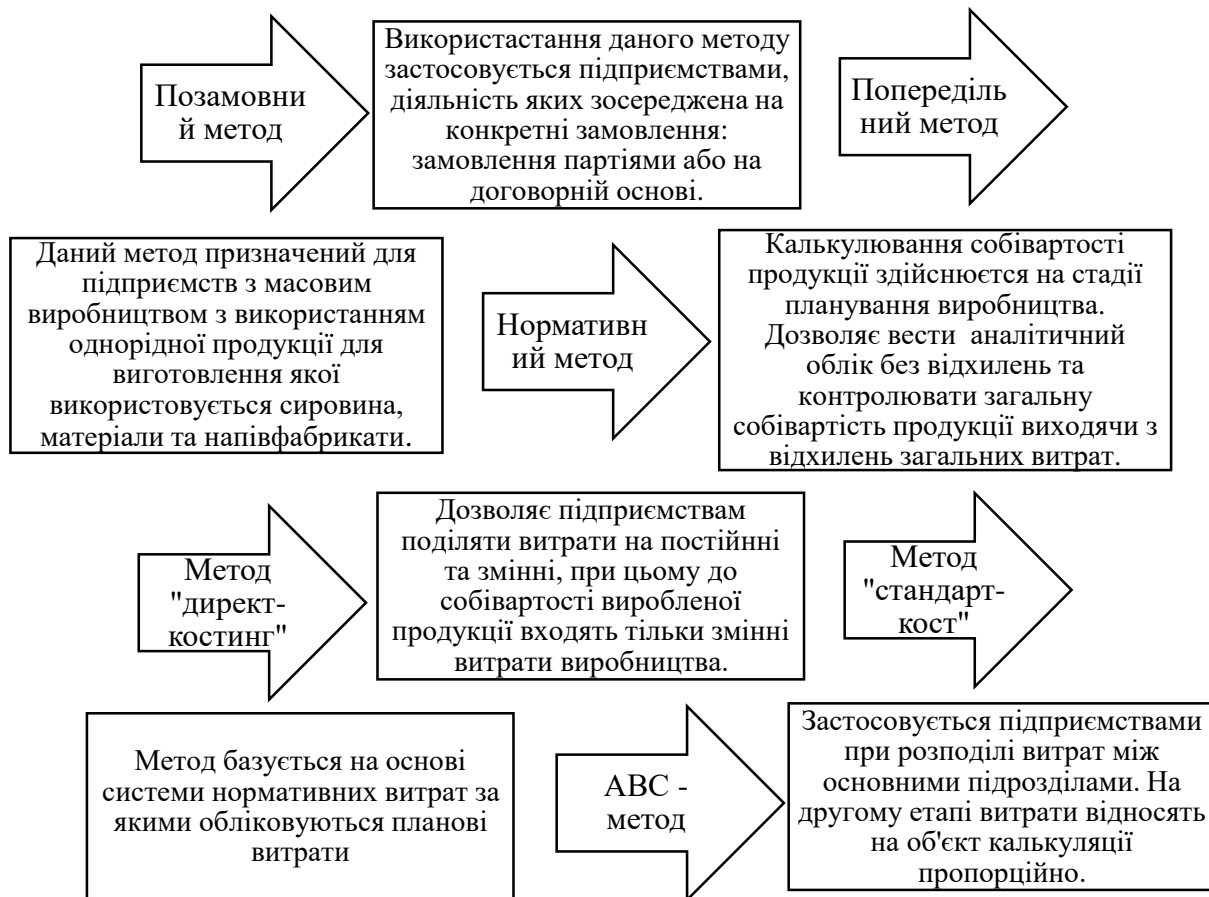 Позамовни
й метод
Використастання даного методу
застосовується підприємствами,
діяльність яких зосереджена на
конкретні замовлення:
замовлення партіями або на
договорній основі.
Попереділь
ний метод
Даний метод призначений для
підприємств з масовим
виробництвом з використанням
однорідної продукції для
виготовлення якої
використовується сировина,
матеріали та напівфабрикати.
Нормативн
ий метод
Калькулювання собівартості
продукції здійснюєтся на стадії
планування виробництва.
Дозволяє вести аналітичний
облік без відхилень та
контролювати загальну
собівартість продукції виходячи з
відхилень загальних витрат.
Метод
"директ-
костинг"
Дозволяє підприємствам
поділяти витрати на постійнні
та змінні, при цьому до
собівартості виробленої
продукції входять тільки змінні
витрати виробництва.
Метод
"стандарт-
кост"
Метод базується на основі
системи нормативних витрат за
якими обліковуються планові
витрати
АВС -
метод
Застосовується підприємствами
при розподілі витрат між
основними підрозділами. На
другому етапі витрати відносять
на об'єкт калькуляції
пропорційно.